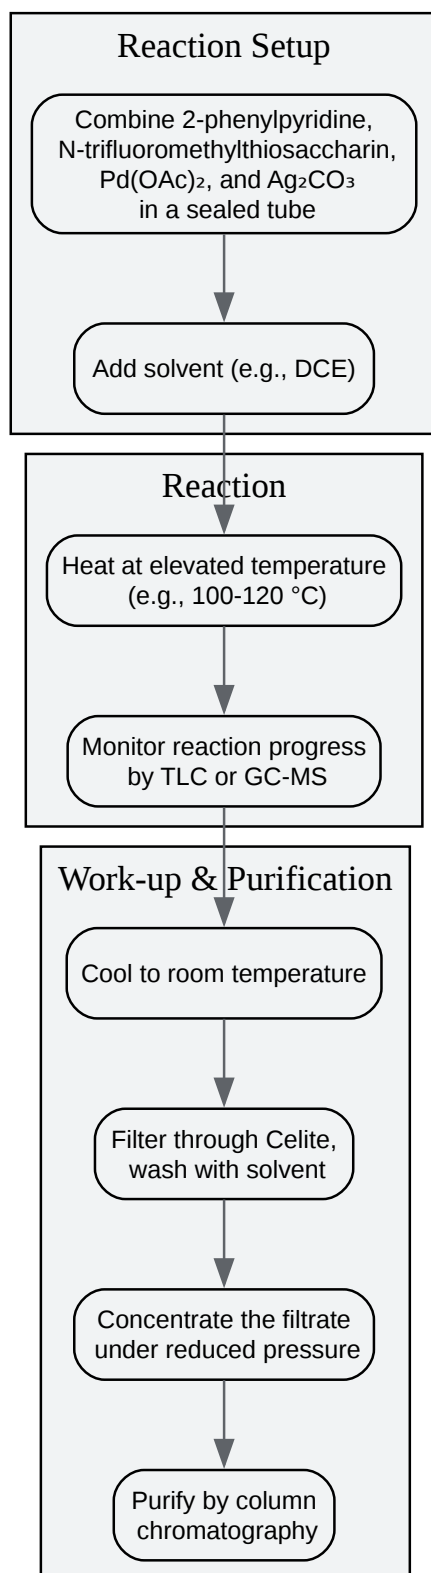 Reaction Setup
Combine 2-phenylpyridine,
N-trifluoromethylthiosaccharin,
Pd(OAc)₂, and Ag₂CO₃
in a sealed tube
Add solvent (e.g., DCE)
Reaction
Heat at elevated temperature
(e.g., 100-120 °C)
Monitor reaction progress
by TLC or GC-MS
Work-up & Purification
Cool to room temperature
Filter through Celite,
wash with solvent
Concentrate the filtrate
under reduced pressure
Purify by column
chromatography